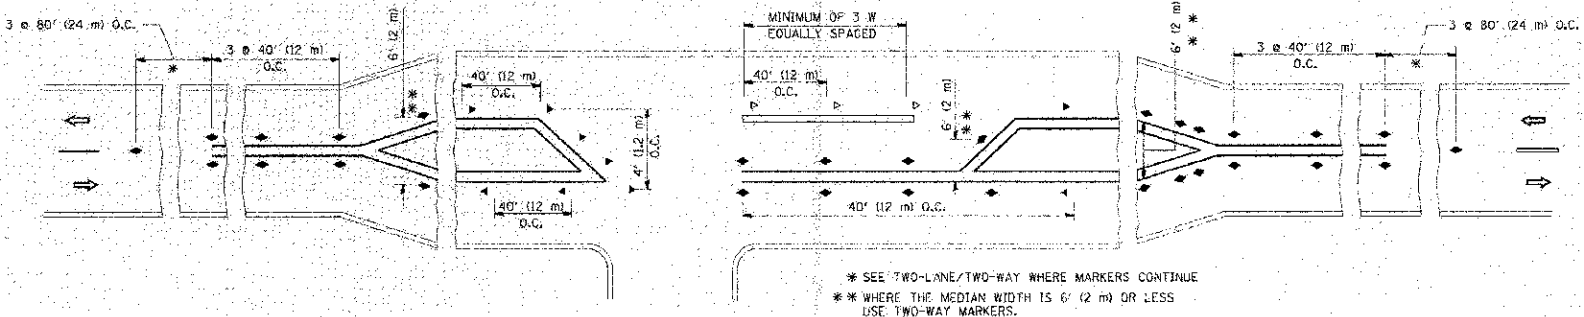 3 @ 80' (24 m) O.C.
3 @ 40' (12 m)
O.C.
*
6' (2 m)
**
40' (12 m)
O.C.
4' (1.2 m)
O.C.
40' (12 m)
O.C.
MINIMUM OF 3 W
EQUALLY SPACED
40' (12 m)
O.C.
6' (2 m)
**
40' (12 m) O.C.
6' (2 m)
**
3 @ 40' (12 m)
O.C.
*
3 @ 80' (24 m) O.C.
* SEE TWO-LANE/TWO-WAY WHERE MARKERS CONTINUE
** WHERE THE MEDIAN WIDTH IS 6' (2 m) OR LESS
USE TWO-WAY MARKERS.